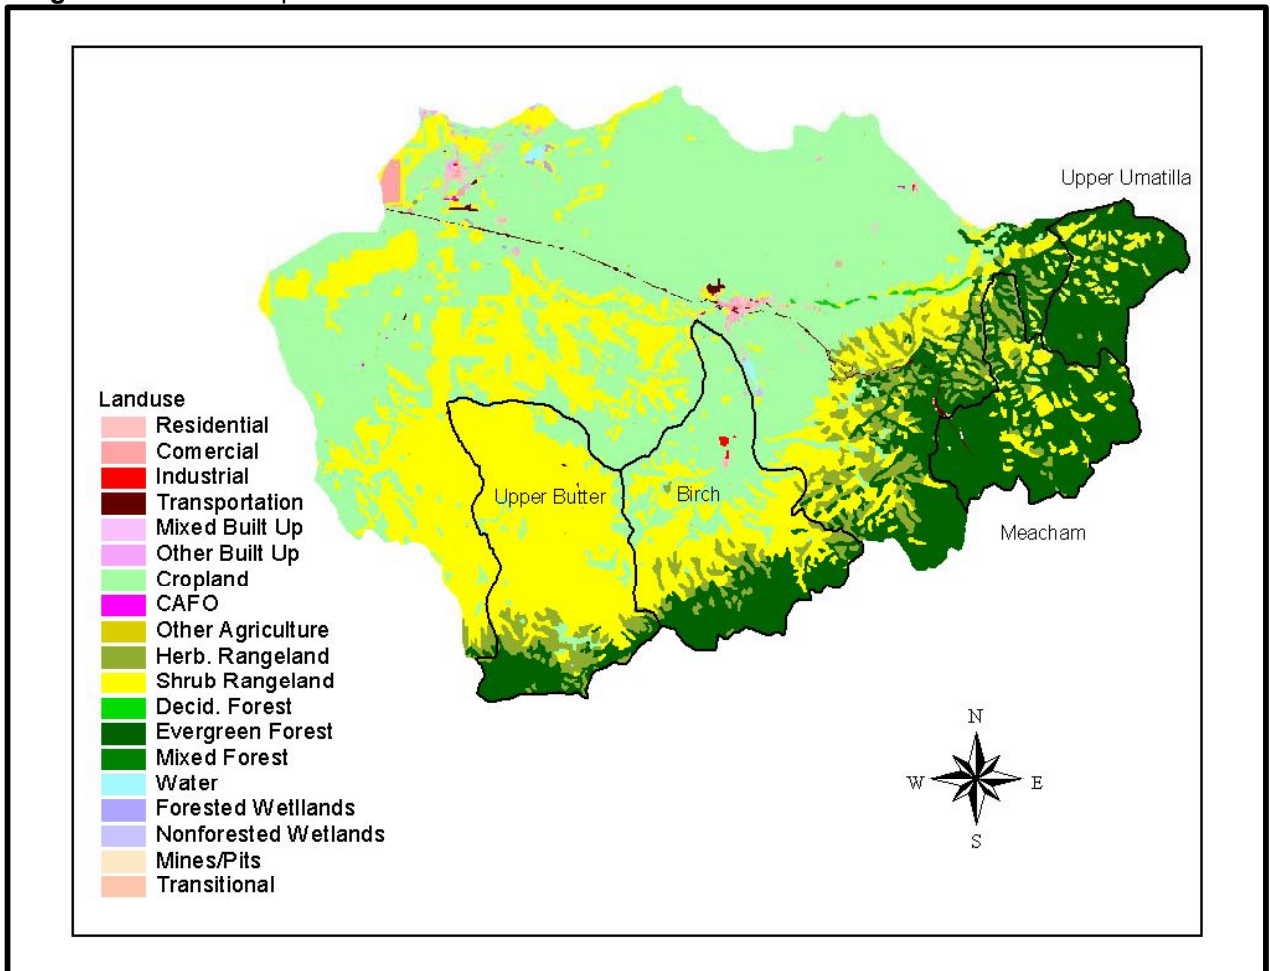 Upper Umatilla
Landuse
Residential
Comercial
Industrial
Transportation
Mixed Built Up
Other Built Up
Cropland
CAFO
Other Agriculture
Herb. Rangeland
Shrub Rangeland
Decid. Forest
Evergreen Forest
Mixed Forest
Water
Forested Wetllands
Nonforested Wetlands
Mines/Pits
Transitional
Upper Butter
Birch
Meacham
N
W
E
S